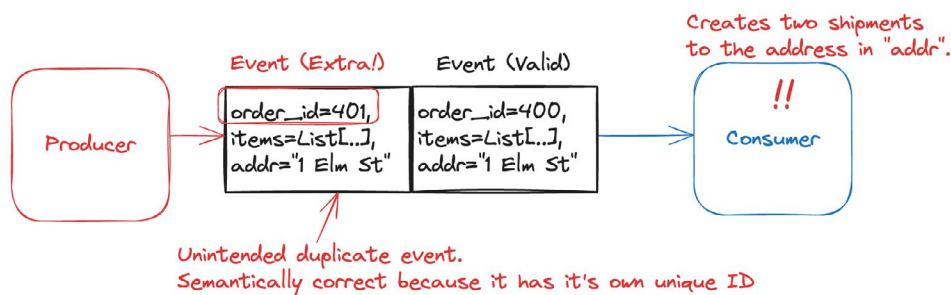 Creates two shipments
to the address in "addr".
Event (Extra!)
Event (Valid)
Producer
order_id=401,
items=List[..],
addr="1 Elm St"
order_id=400,
items=List[..],
addr="1 Elm St"
!!
Consumer
Unintended duplicate event.
Semantically correct because it has it's own unique ID